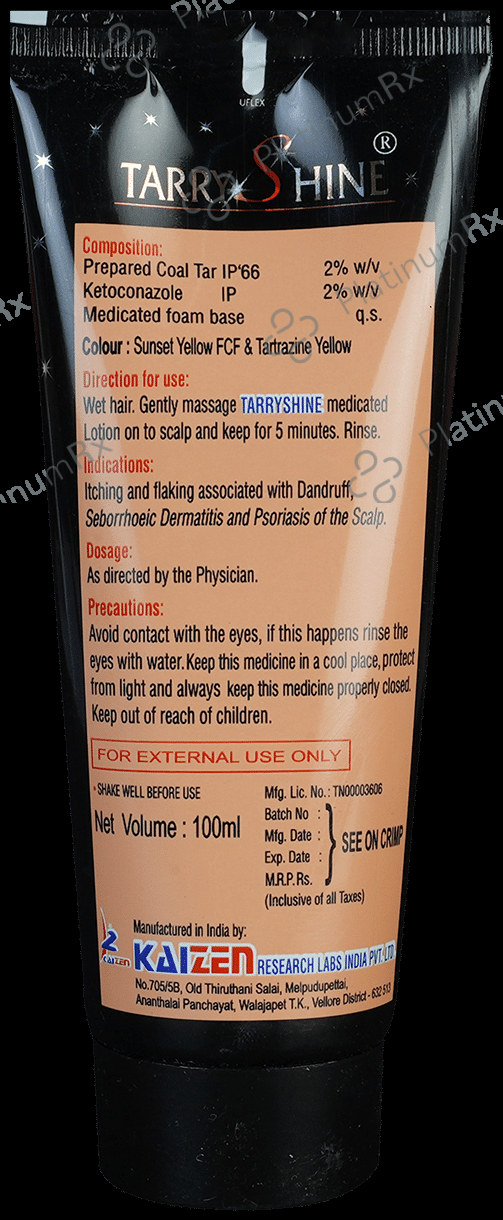 UFLEX
TARRY SHINE®
Composition:
Prepared Coal Tar IP'66 2% w/v
Ketoconazole IP 2% w/v
Medicated foam base q.s.
Colour : Sunset Yellow FCF & Tartrazine Yellow
Direction for use:
Wet hair. Gently massage TARRYSHINE medicated
Lotion on to scalp and keep for 5 minutes. Rinse.
Indications:
Itching and flaking associated with Dandruff,
Seborrhoeic Dermatitis and Psoriasis of the Scalp.
Dosage:
As directed by the Physician.
Precautions:
Avoid contact with the eyes, if this happens rinse the
eyes with water. Keep this medicine in a cool place, protect
from light and always keep this medicine properly closed.
Keep out of reach of children.
FOR EXTERNAL USE ONLY
* SHAKE WELL BEFORE USE
Net Volume : 100ml
Mfg. Lic. No.: TN00003606
Batch No :
Mfg. Date :
Exp. Date :
M.R.P. Rs.
SEE ON CRIMP
(Inclusive of all Taxes)
Manufactured in India by:
KAIZEN
KAIZEN RESEARCH LABS INDIA PVT. LTD.
No.705/5B, Old Thiruthani Salai, Melpudupettai,
Ananthalai Panchayat, Walajapet T.K., Vellore District - 632 513
PlatinumRx
PlatinumRx
PlatinumRx
PlatinumRx
PlatinumRx